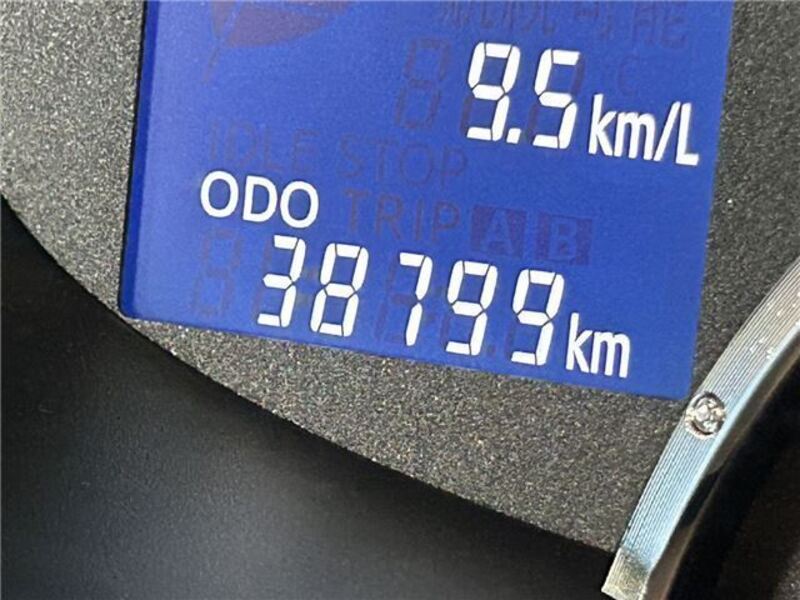 9.5 km/L
IDLE STOP
ODO TRIP A B
38799 km